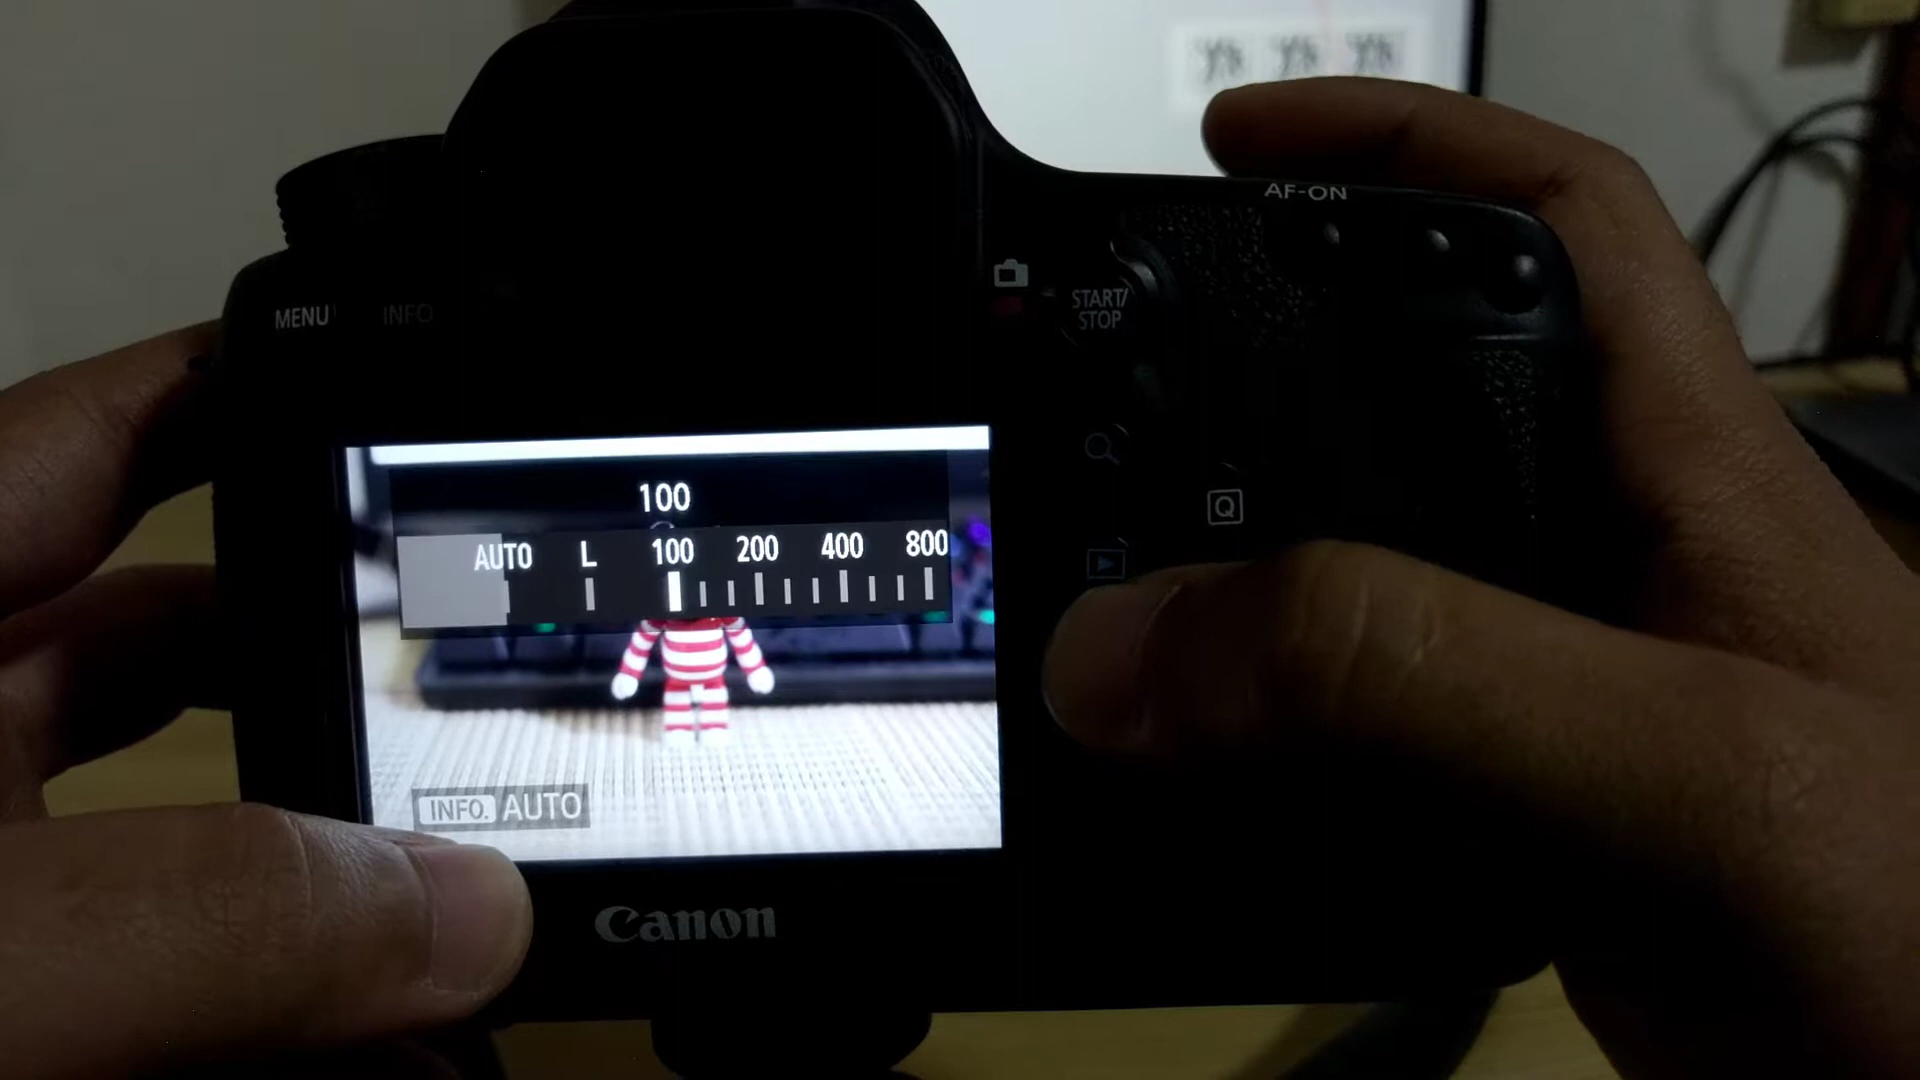 AF-ON
MENU INFO
START/
STOP
100
AUTO L 100 200 400 800
Q
INFO. AUTO
Canon